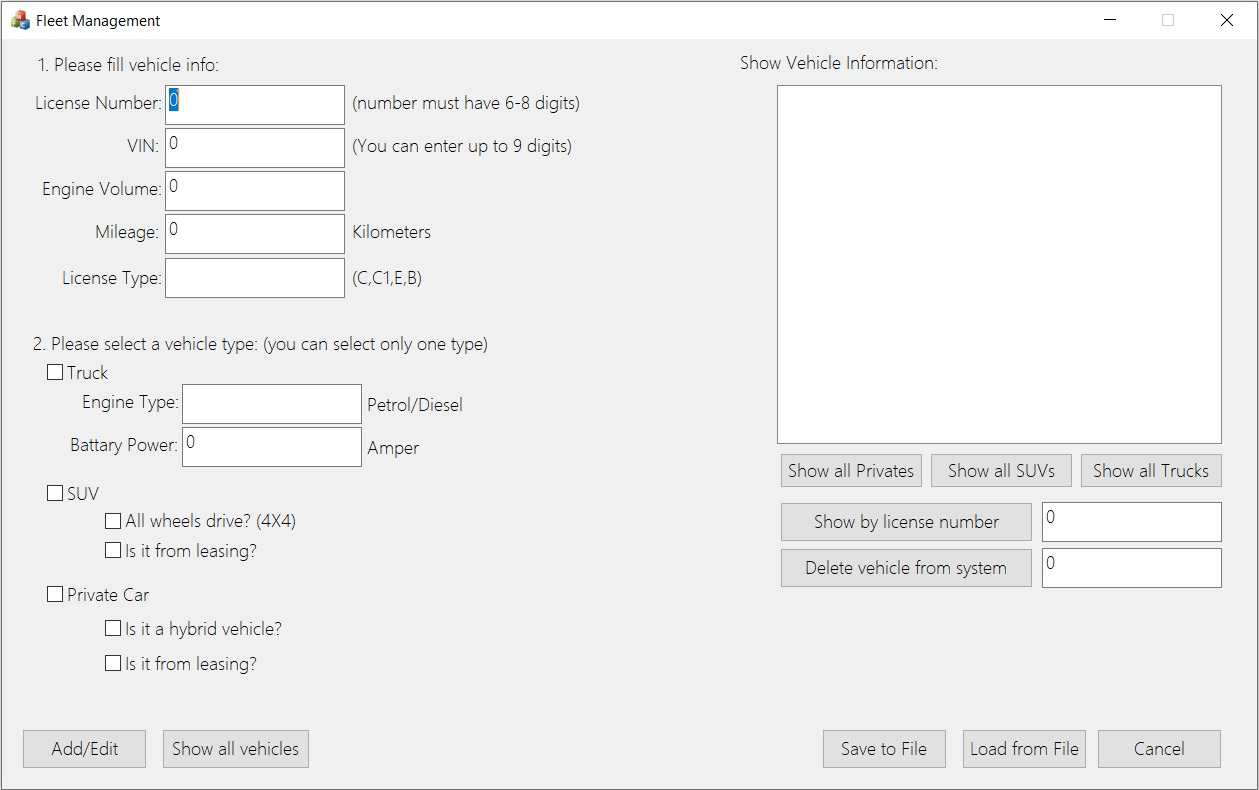 Fleet Management
1. Please fill vehicle info:
License Number: 0 (number must have 6-8 digits)
VIN: 0 (You can enter up to 9 digits)
Engine Volume: 0
Mileage: 0 Kilometers
License Type: (C,C1,E,B)
2. Please select a vehicle type: (you can select only one type)
Truck
Engine Type: Petrol/Diesel
Battary Power: 0 Amper
SUV
All wheels drive? (4X4)
Is it from leasing?
Private Car
Is it a hybrid vehicle?
Is it from leasing?
Add/Edit Show all vehicles
Show Vehicle Information:
Show all Privates Show all SUVs Show all Trucks
Show by license number 0
Delete vehicle from system 0
Save to File Load from File Cancel